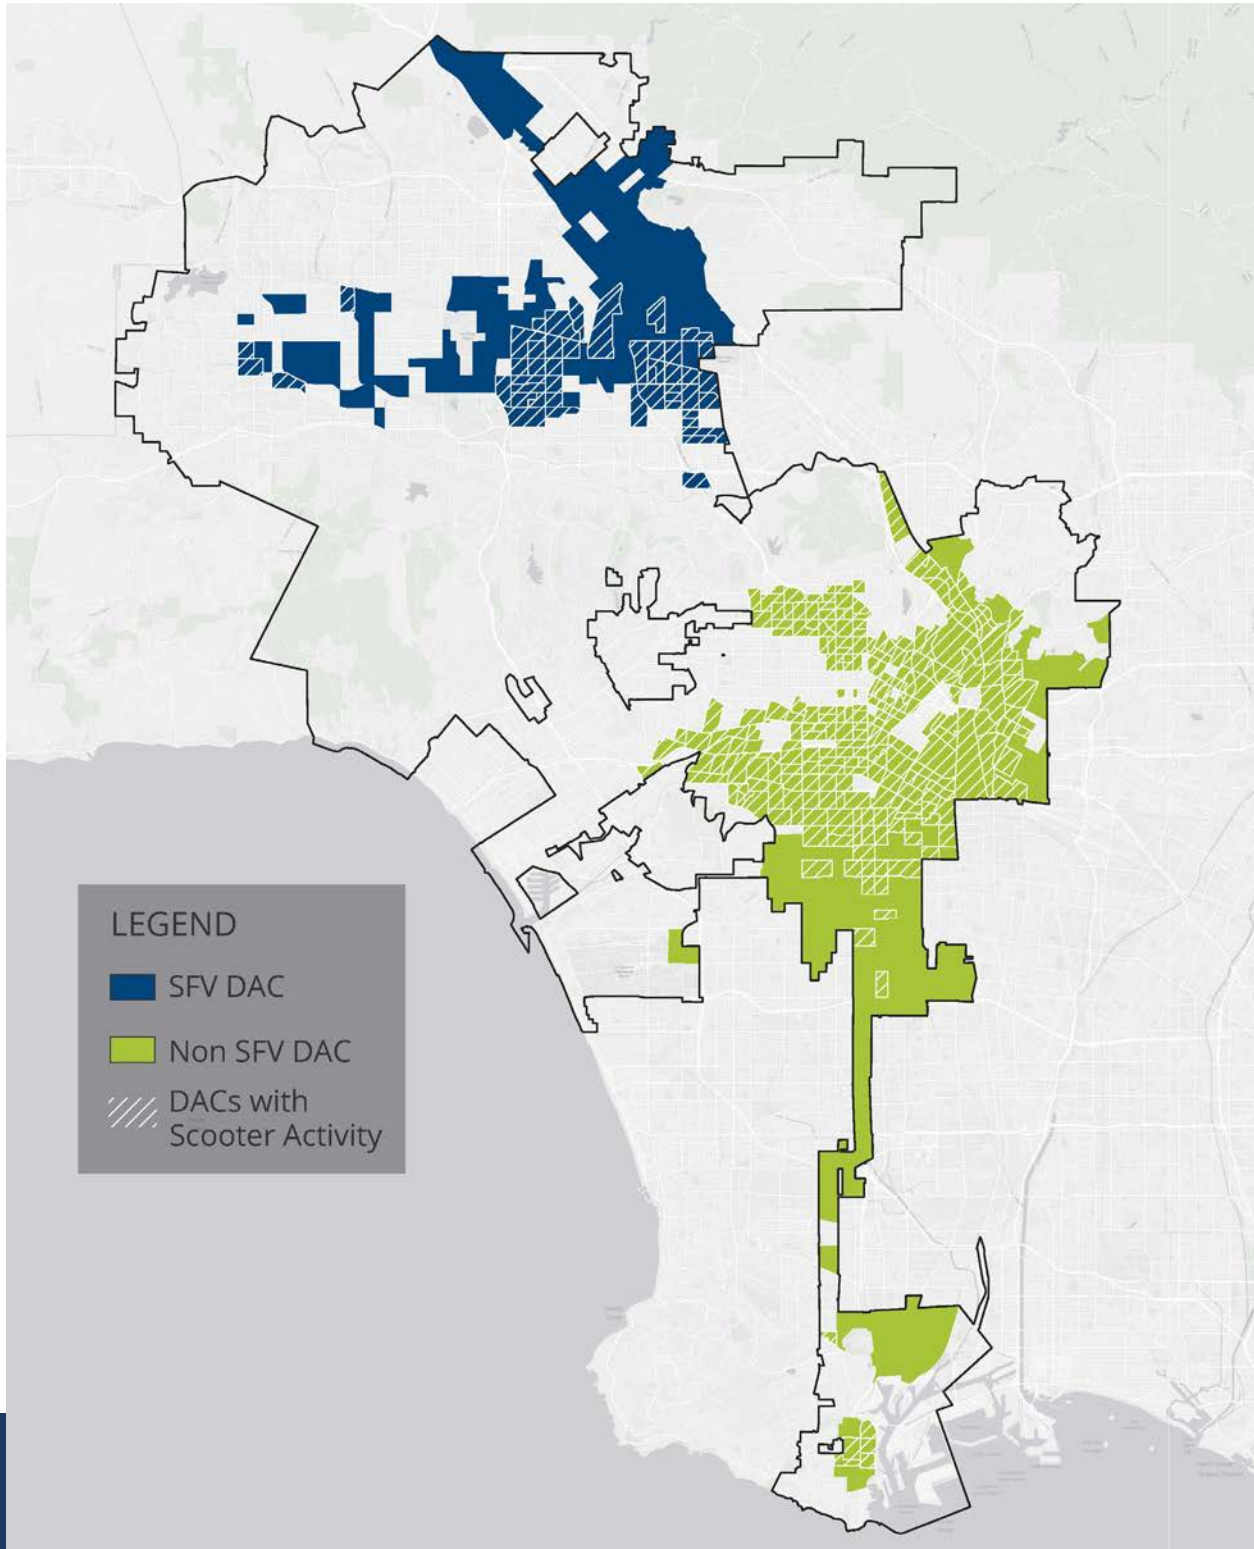 LEGEND
SFV DAC
Non SFV DAC
DACs with
Scooter Activity